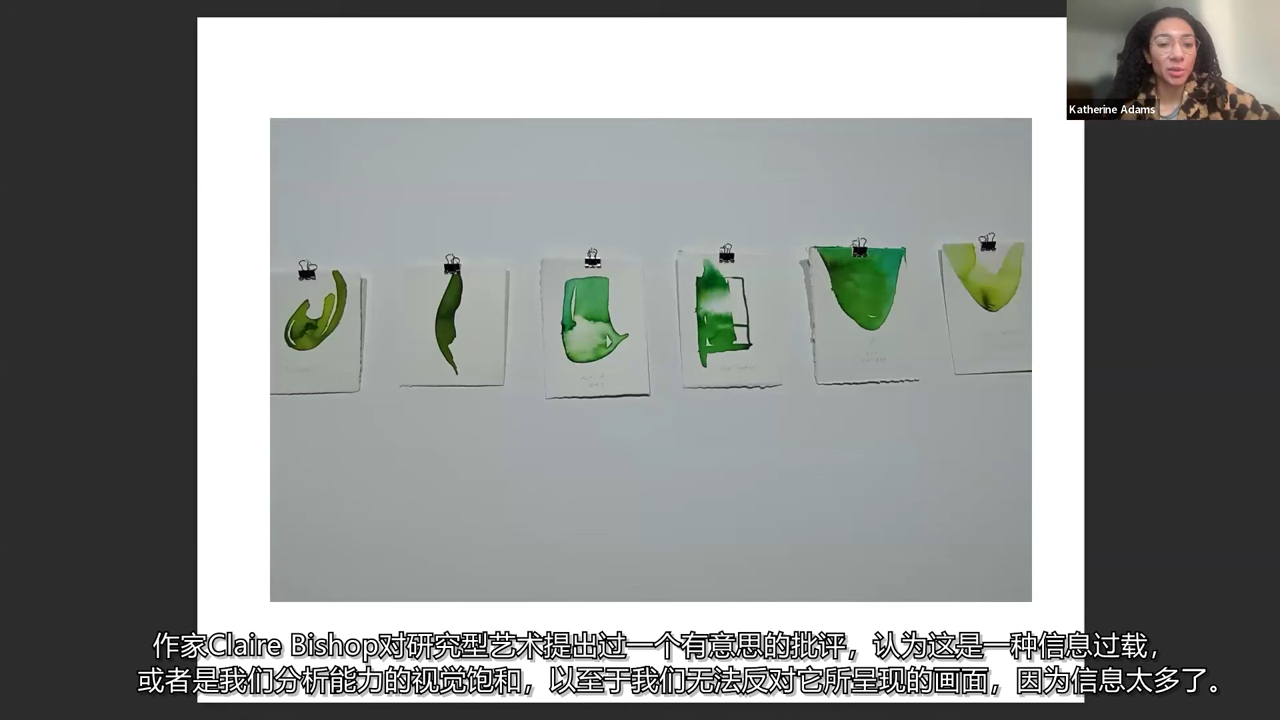 Katherine Adams
作家Claire Bishop对研究型艺术提出过一个有意思的批评，认为这是一种信息过载，
或者是我们分析能力的视觉饱和，以至于我们无法反对它所呈现的画面，因为信息太多了。